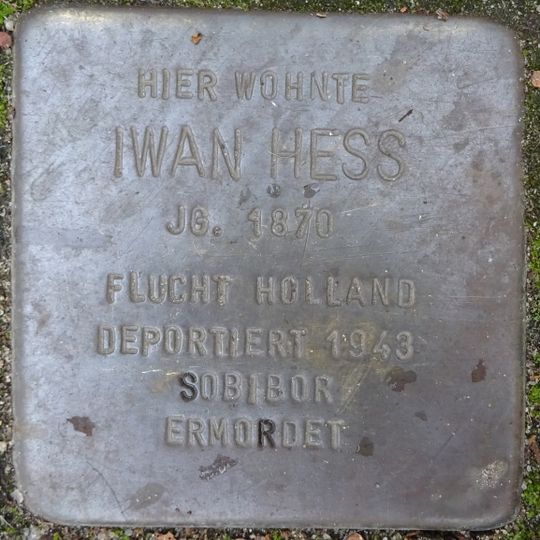 HIER WOHNTE
IWAN HESS
JG. 1870
FLUCHT HOLLAND
DEPORTIERT 1943
SOBIBOR
ERMORDET